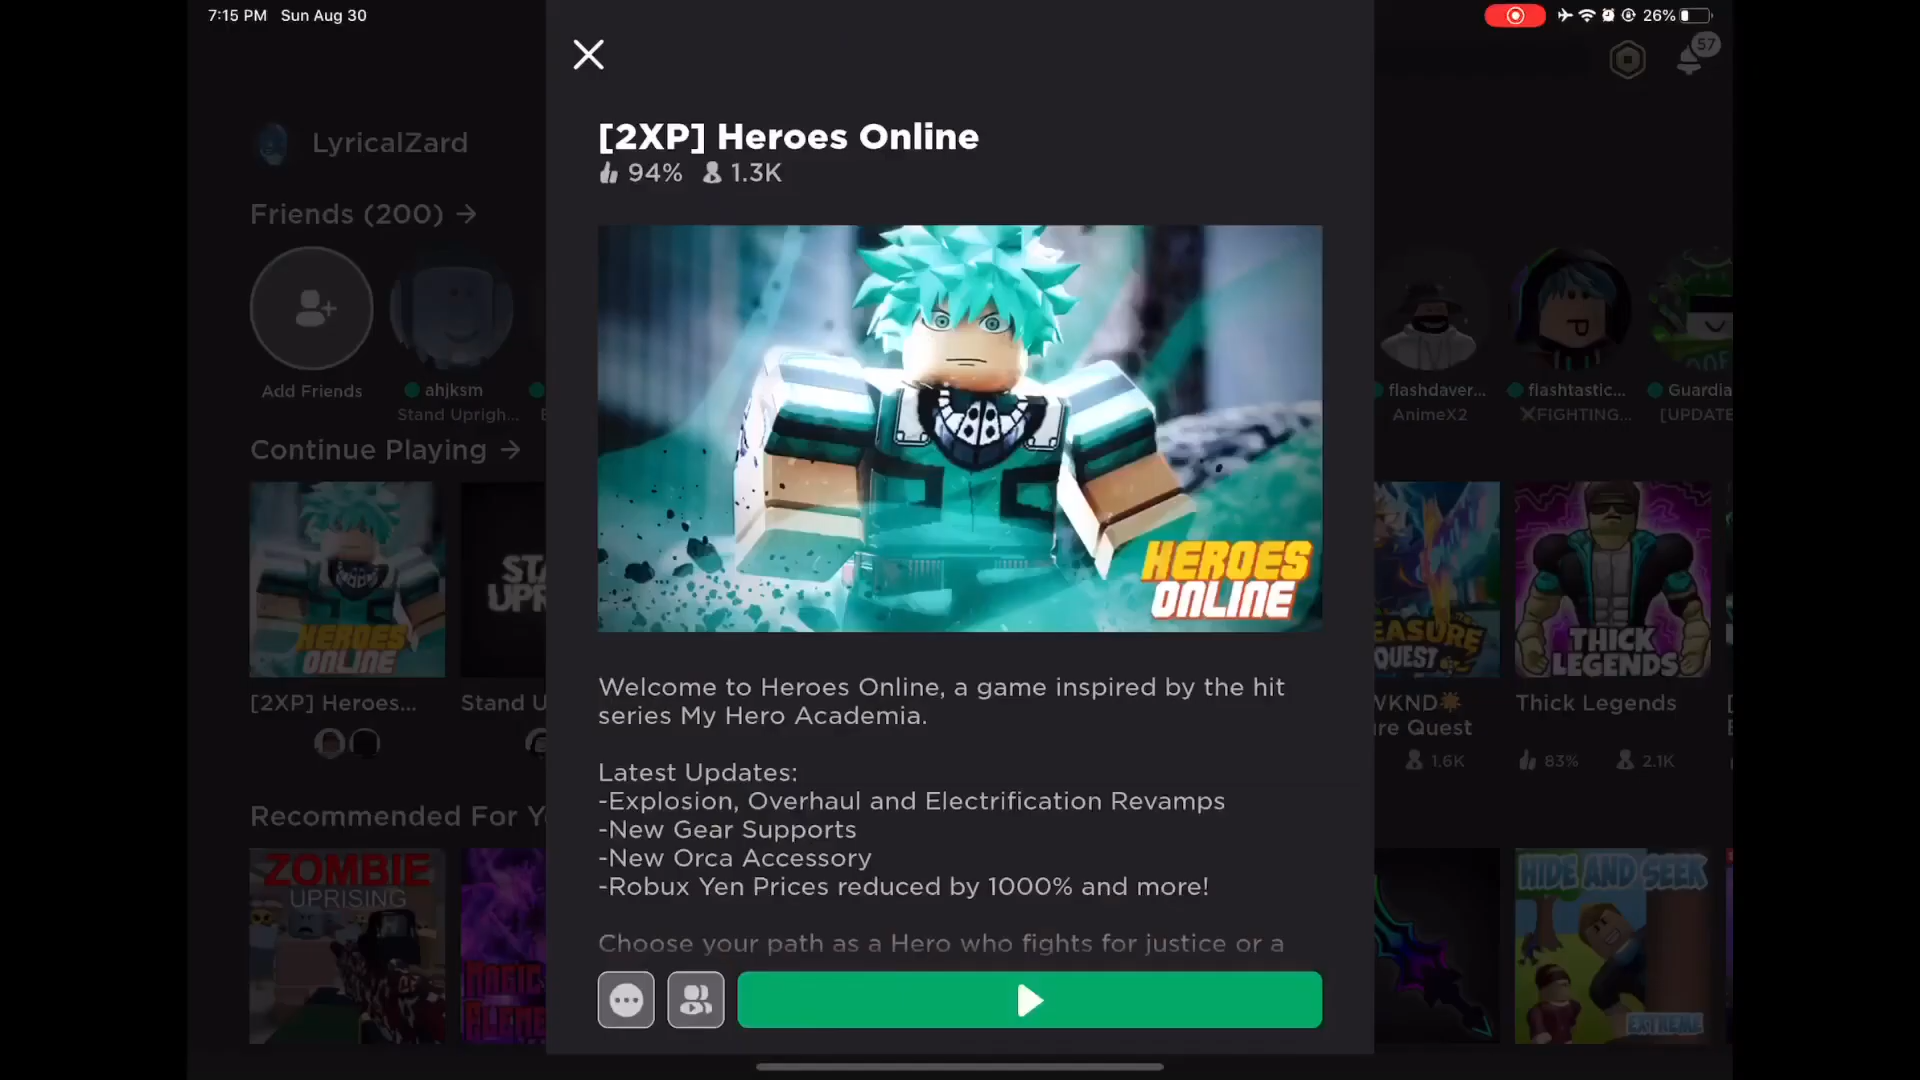 7:15 PM Sun Aug 30
26%
57
LyricalZard
Friends (200)
Add Friends
ahjksm
Stand Uprigh...
flashdaver...
AnimeX2
flashtastic...
FIGHTING...
Guardia
[UPDATE
Continue Playing
HEROES
ONLINE
[2XP] Heroes...
Stand U
QUEST
THICK
LEGENDS
re Quest
1.6K
Thick Legends
83%
2.1K
Recommended For Y
ZOMBIE
UPRISING
HIDE AND SEEK
EXTREME
[2XP] Heroes Online
94% 1.3K
HEROES
ONLINE
Welcome to Heroes Online, a game inspired by the hit
series My Hero Academia.
Latest Updates:
-Explosion, Overhaul and Electrification Revamps
-New Gear Supports
-New Orca Accessory
-Robux Yen Prices reduced by 1000% and more!
Choose your path as a Hero who fights for justice or a